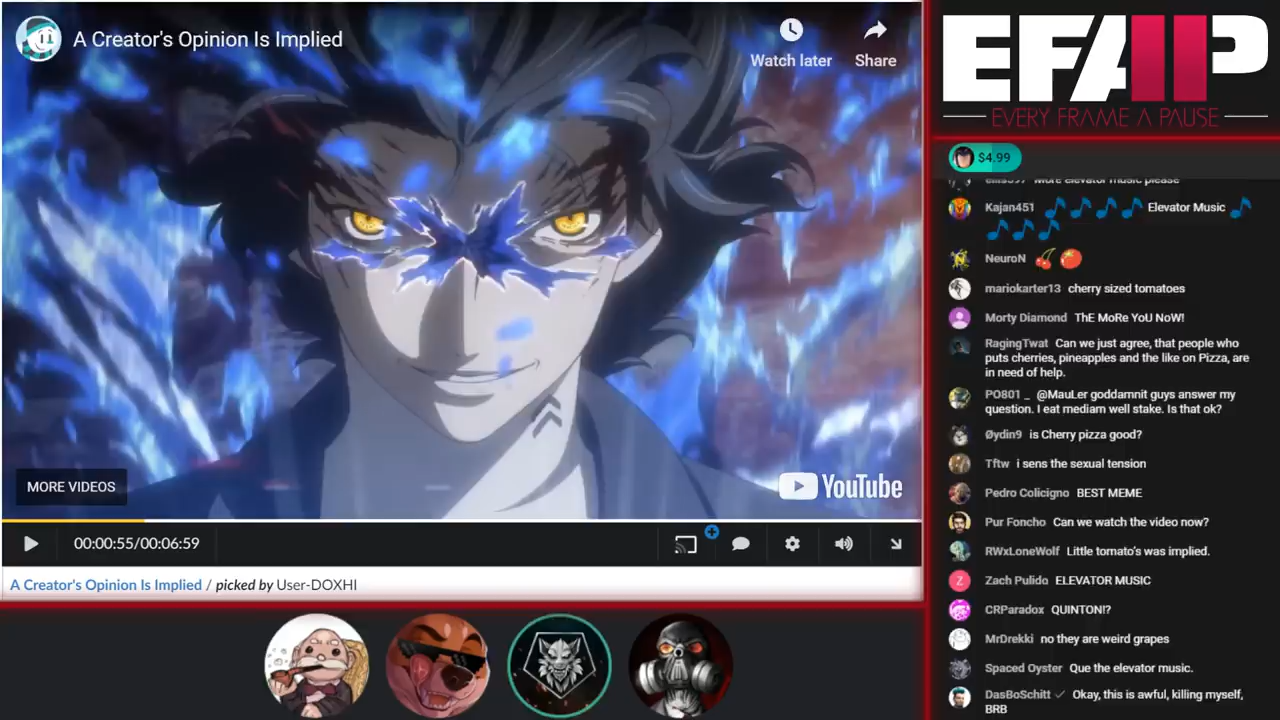 A Creator's Opinion Is Implied
Watch later
Share
MORE VIDEOS
YouTube
00:00:55/00:06:59
A Creator's Opinion Is Implied / picked by User-DOXHI
EFAP
EVERY FRAME A PAUSE
$4.99
ellis397 More elevator music please
Kajan451 🎵🎵🎵🎵 Elevator Music 🎵
🎵🎵🎵
NeuroN 🍒🍅
mariokarter13 cherry sized tomatoes
Morty Diamond ThE MoRe YoU NoW!
RagingTwat Can we just agree, that people who
puts cherries, pineapples and the like on Pizza, are
in need of help.
PO801 _ @MauLer goddamnit guys answer my
question. I eat mediam well stake. Is that ok?
Øydin9 is Cherry pizza good?
Tftw i sens the sexual tension
Pedro Colicigno BEST MEME
Pur Foncho Can we watch the video now?
RWxLoneWolf Little tomato's was implied.
Z
Zach Pulido ELEVATOR MUSIC
CRParadox QUINTON!?
MrDrekki no they are weird grapes
Spaced Oyster Que the elevator music.
DasBoSchitt ✓ Okay, this is awful, killing myself,
BRB